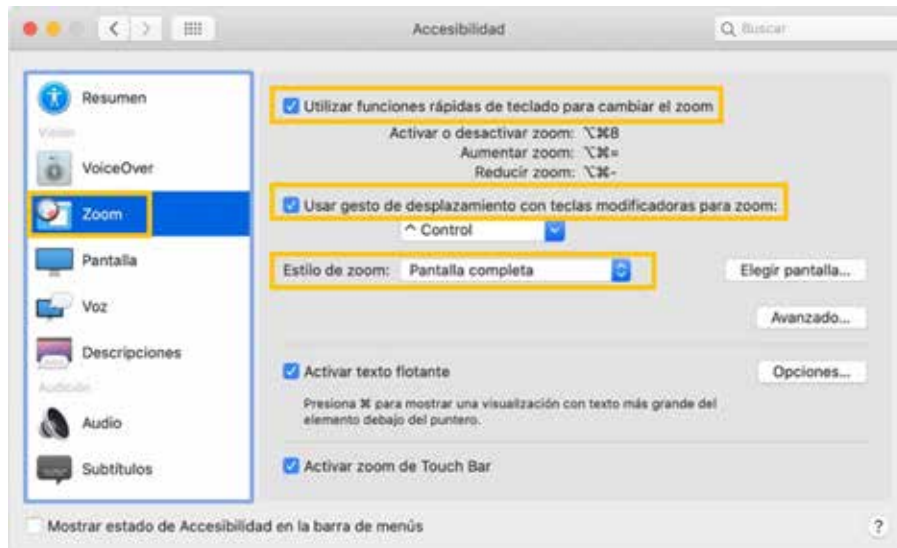 Accesibilidad
Buscar
Resumen
Visión
VoiceOver
Zoom
Pantalla
Voz
Descripciones
Audición
Audio
Subtítulos
Utilizar funciones rápidas de teclado para cambiar el zoom
Activar o desactivar zoom: ⌥⌘8
Aumentar zoom: ⌥⌘=
Reducir zoom: ⌥⌘-
Usar gesto de desplazamiento con teclas modificadoras para zoom:
^ Control
Estilo de zoom: Pantalla completa
Elegir pantalla...
Avanzado...
Activar texto flotante
Opciones...
Presiona ⌘ para mostrar una visualización con texto más grande del
elemento debajo del puntero.
Activar zoom de Touch Bar
Mostrar estado de Accesibilidad en la barra de menús
?